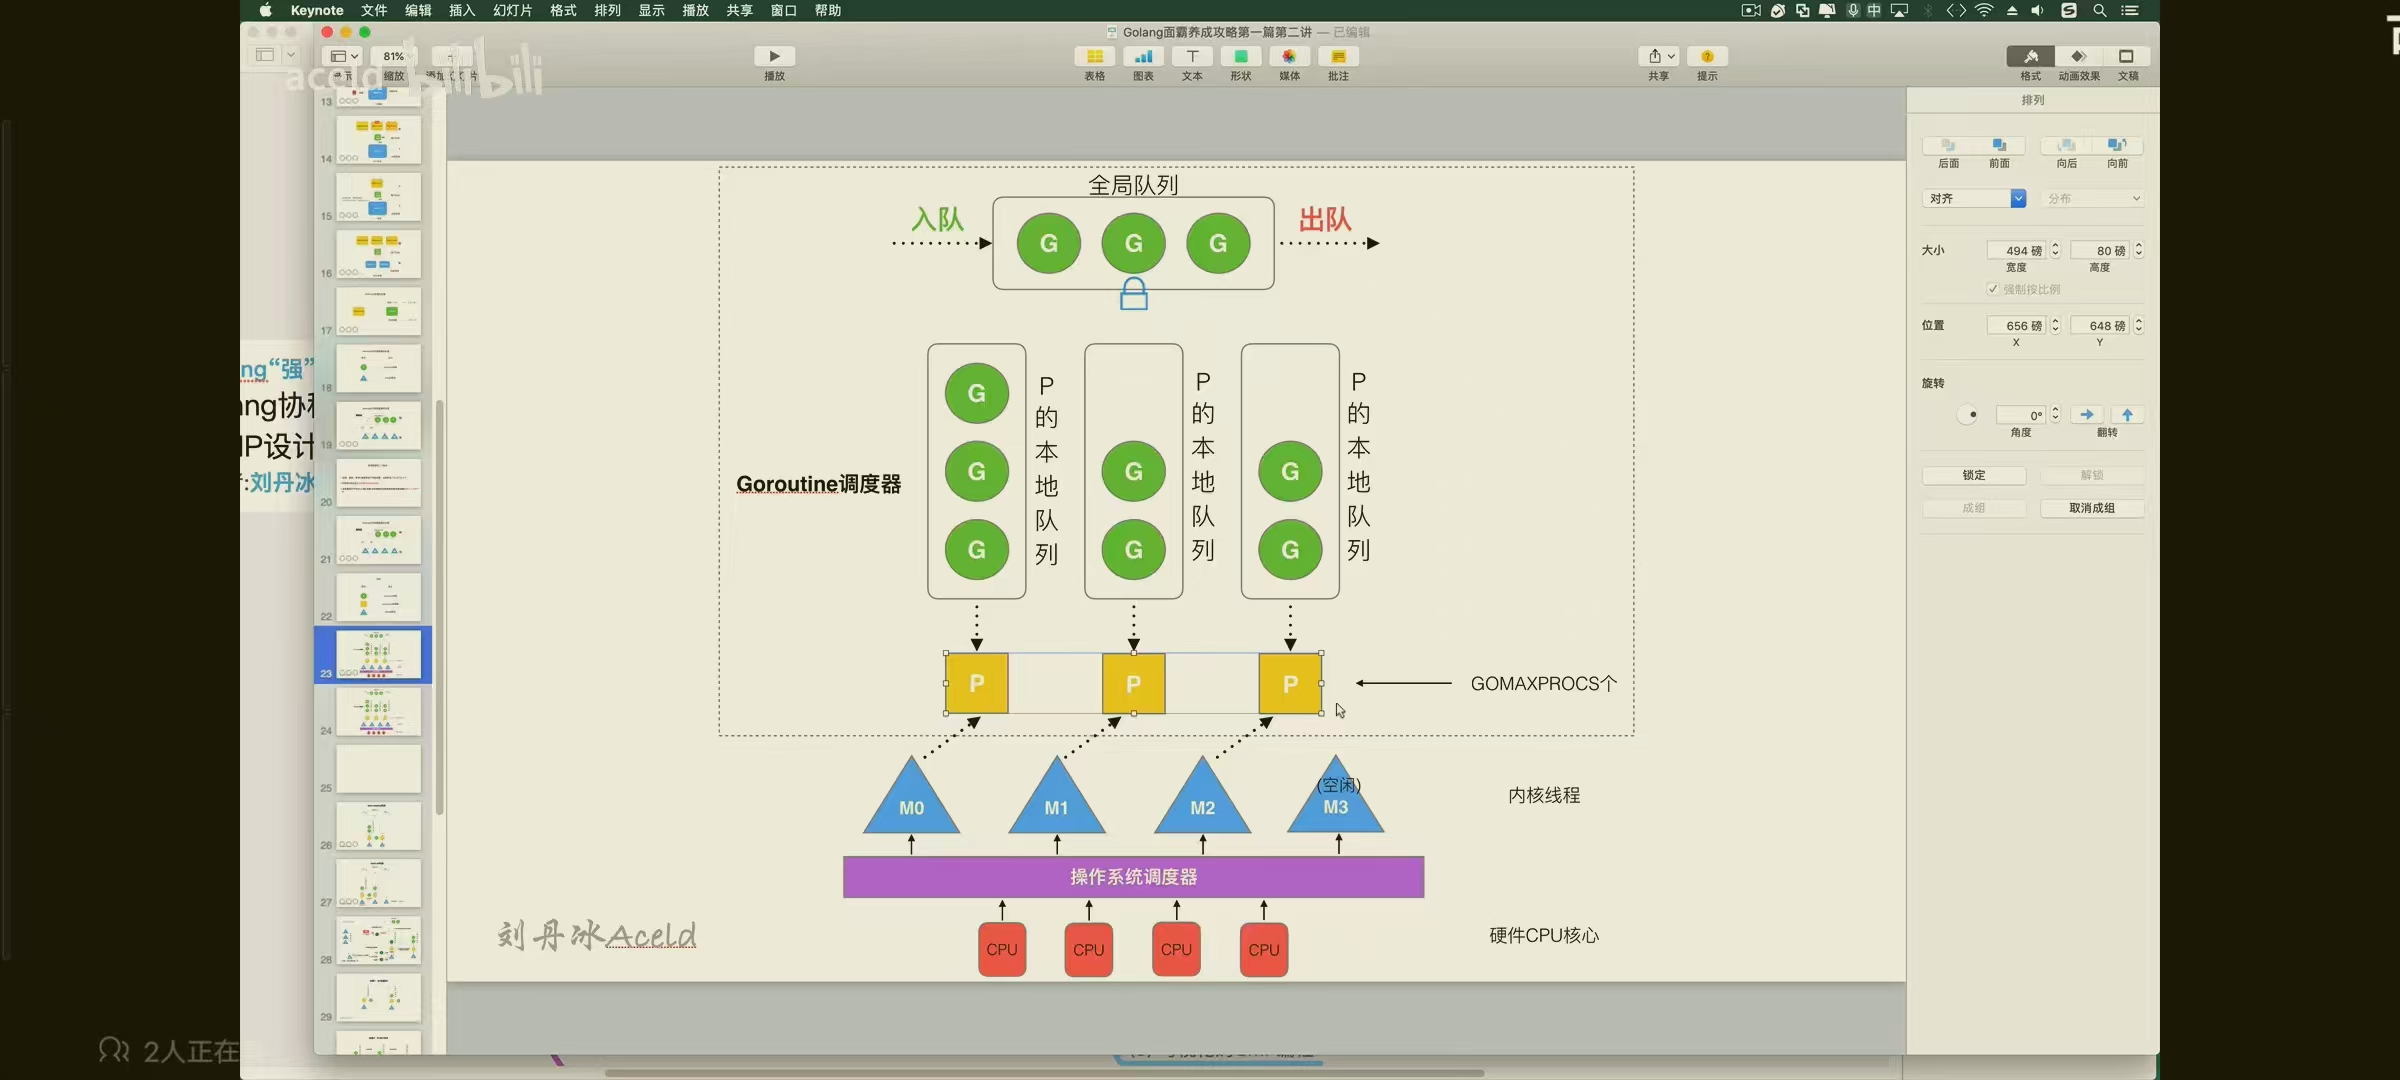 Keynote 文件 编辑 插入 幻灯片 格式 排列 显示 播放 共享 窗口 帮助
中
Golang面霸养成攻略第一篇第二讲 — 已编辑
81%
aceld bilibili
缩放
播放
表格 图表 文本 形状 媒体 批注
共享 提示
格式 动画效果 文稿
13
14
15
16
17
18
19
20
21
22
23
24
25
26
27
28
29
ng“强”
ang协
P设计
:刘丹冰
全局队列
入队
G G G
出队
Goroutine调度器
G G G
P的本地队列
G G
P的本地队列
G G
P的本地队列
P P P
GOMAXPROCS个
M0 M1 M2 (空闲) M3
内核线程
操作系统调度器
CPU CPU CPU CPU
硬件CPU核心
刘丹冰Aceld
排列
后面 前面 向后 向前
对齐 分布
大小 494 磅 80 磅
宽度 高度
强制按比例
位置 656 磅 648 磅
X Y
旋转
0°
角度 翻转
锁定 解锁
成组 取消成组
2人正在